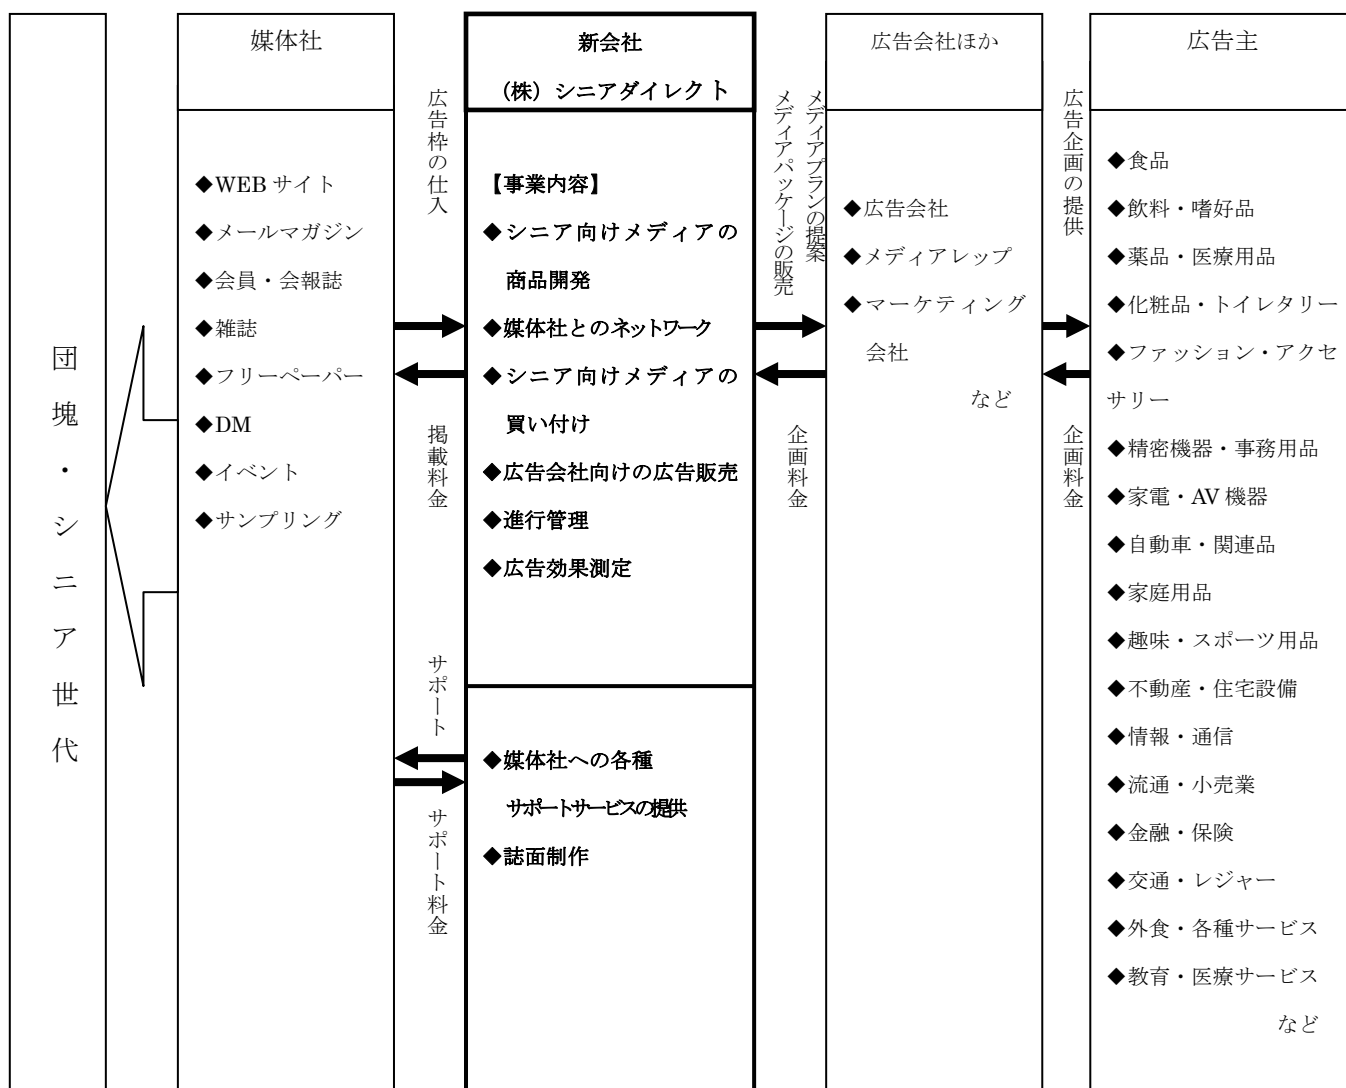 団塊・シニア世代
媒体社
◆WEB サイト
◆メールマガジン
◆会員・会報誌
◆雑誌
◆フリーペーパー
◆DM
◆イベント
◆サンプリング
広告枠の仕入
掲載料金
サポート
サポート料金
新会社
(株)シニアダイレクト
【事業内容】
◆シニア向けメディアの
商品開発
◆媒体社とのネットワーク
◆シニア向けメディアの
買い付け
◆広告会社向けの広告販売
◆進行管理
◆広告効果測定
◆媒体社への各種
サポートサービスの提供
◆誌面制作
メディアプランの提案
メディアパッケージの販売
企画料金
広告会社ほか
◆広告会社
◆メディアレップ
◆マーケティング
会社
など
広告企画の提供
企画料金
広告主
◆食品
◆飲料・嗜好品
◆薬品・医療用品
◆化粧品・トイレタリー
◆ファッション・アクセ
サリー
◆精密機器・事務用品
◆家電・AV 機器
◆自動車・関連品
◆家庭用品
◆趣味・スポーツ用品
◆不動産・住宅設備
◆情報・通信
◆流通・小売業
◆金融・保険
◆交通・レジャー
◆外食・各種サービス
◆教育・医療サービス
など